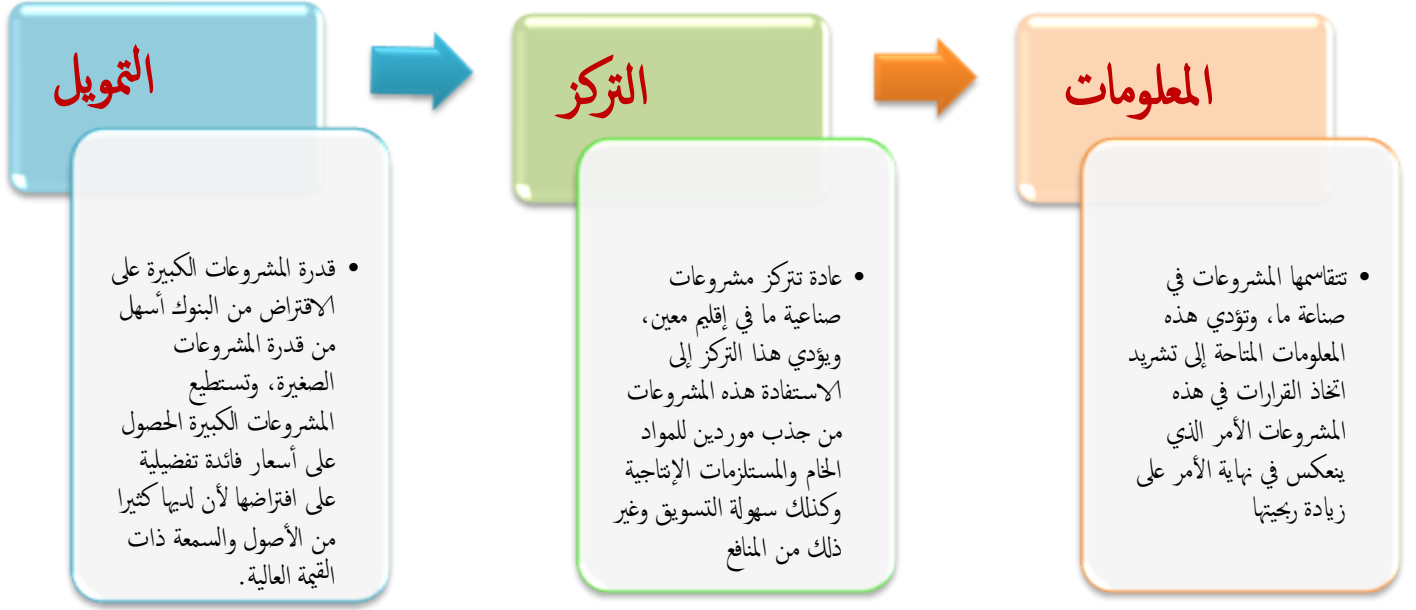 التمويل
قدرة المشروعات الكبيرة على
الاقتراض من البنوك أسهل
من قدرة المشروعات
الصغيرة، وتستطيع
المشروعات الكبيرة الحصول
على أسعار فائدة تفضيلية
على افتراضها لأن لديها كثيرا
من الأصول والسمعة ذات
القيمة العالية.
التركز
عادة تتركز مشروعات
صناعية ما في إقليم معين،
ويؤدي هذا التركز إلى
الاستفادة هذه المشروعات
من جذب موردين للمواد
الخام والمستلزمات الإنتاجية
وكذلك سهولة التسويق وغير
ذلك من المنافع
المعلومات
تتقاسمها المشروعات في
صناعة ما، وتؤدي هذه
المعلومات المتاحة إلى تشريد
اتخاذ القرارات في هذه
المشروعات الأمر الذي
ينعكس في نهاية الأمر على
زيادة ربحيتها